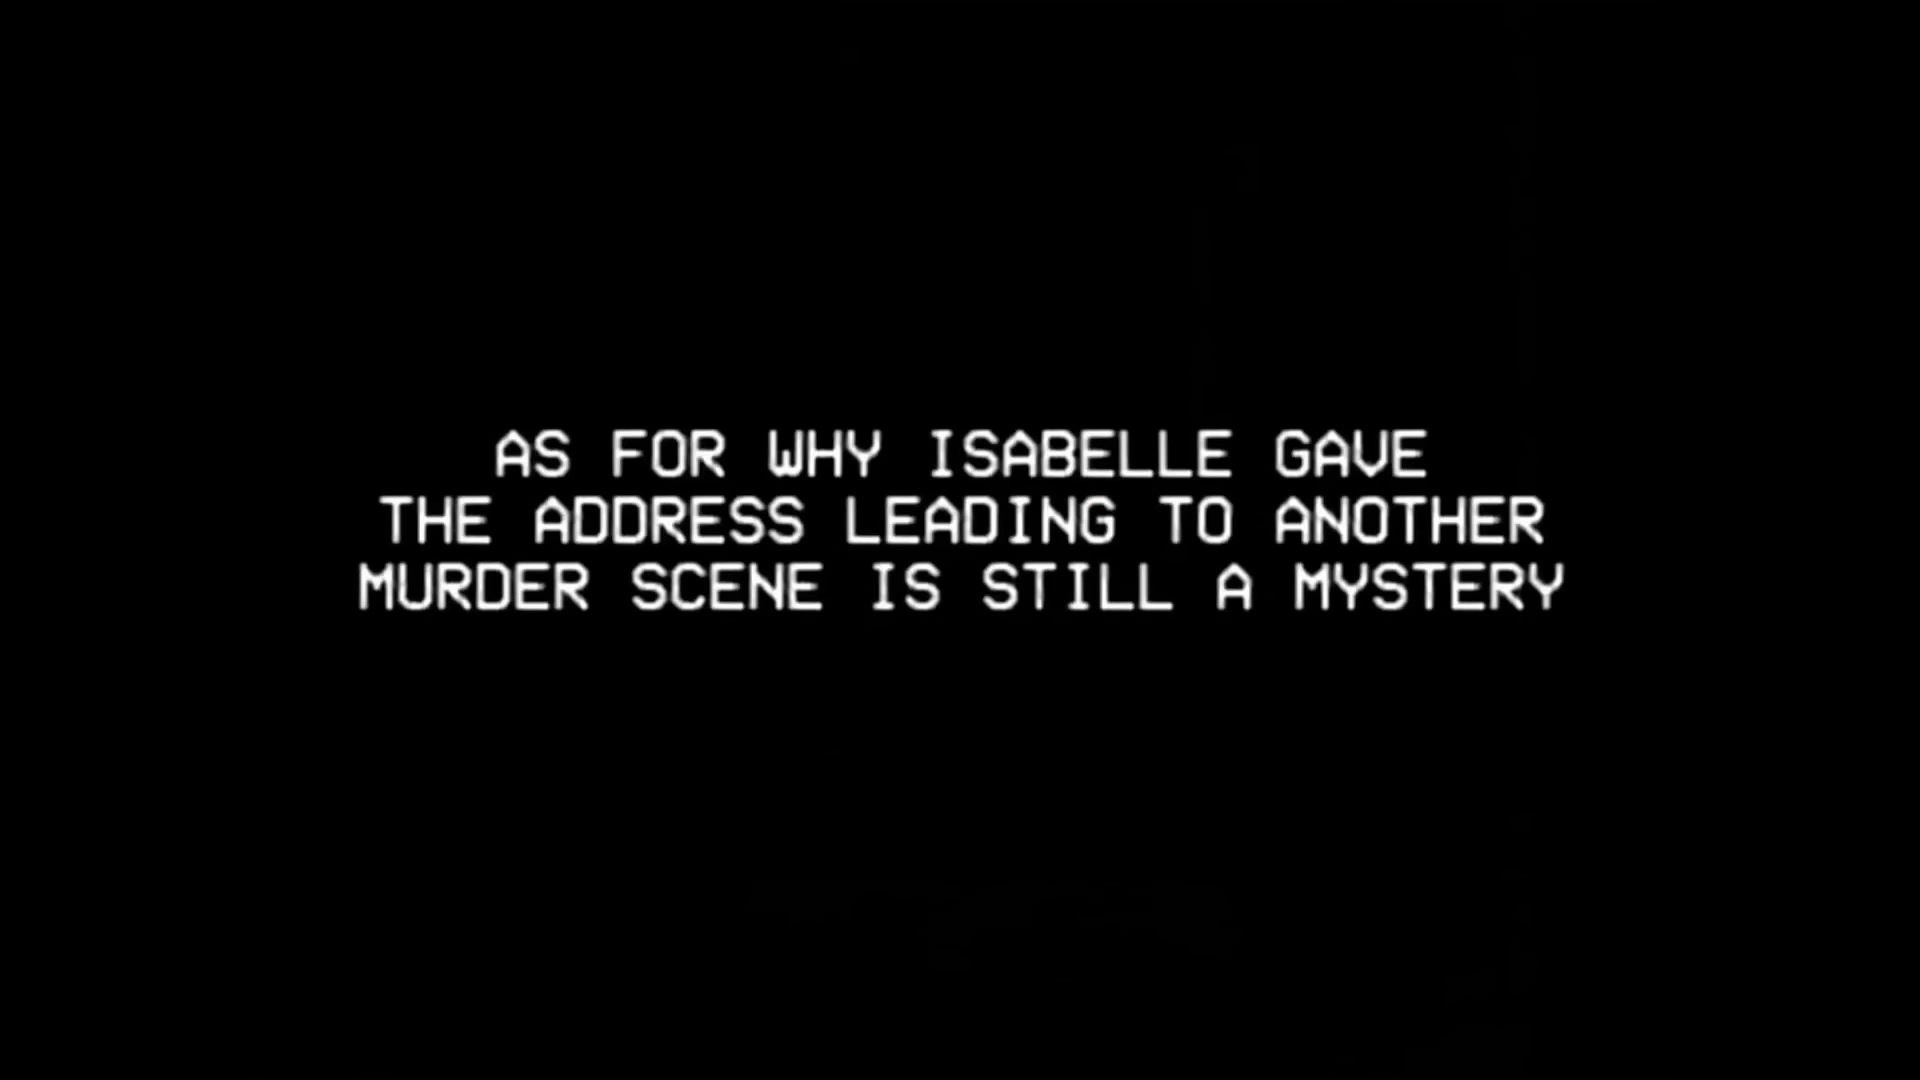 AS FOR WHY ISABELLE GAVE
THE ADDRESS LEADING TO ANOTHER
MURDER SCENE IS STILL A MYSTERY